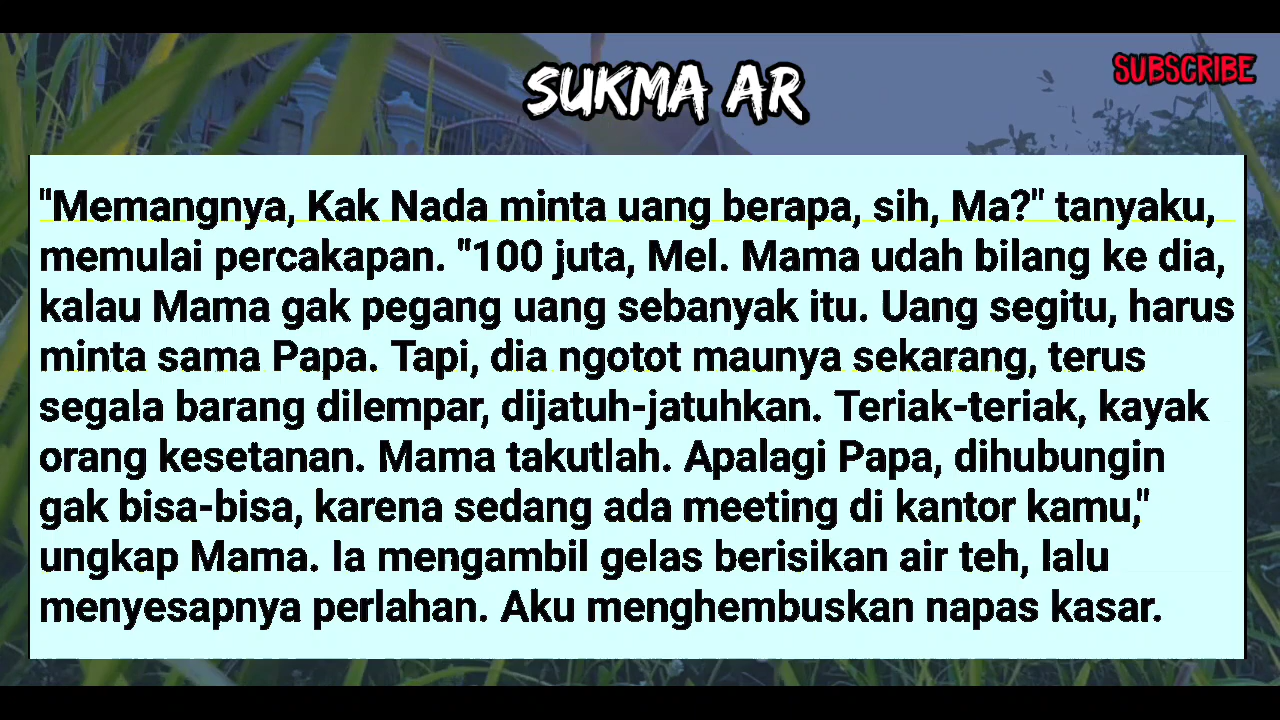 SUKMA AR
SUBSCRIBE
"Memangnya, Kak Nada minta uang berapa, sih, Ma?" tanyaku,
memulai percakapan. "100 juta, Mel. Mama udah bilang ke dia,
kalau Mama gak pegang uang sebanyak itu. Uang segitu, harus
minta sama Papa. Tapi, dia ngotot maunya sekarang, terus
segala barang dilempar, dijatuh-jatuhkan. Teriak-teriak, kayak
orang kesetanan. Mama takutlah. Apalagi Papa, dihubungin
gak bisa-bisa, karena sedang ada meeting di kantor kamu,"
ungkap Mama. Ia mengambil gelas berisikan air teh, lalu
menyesapnya perlahan. Aku menghembuskan napas kasar.